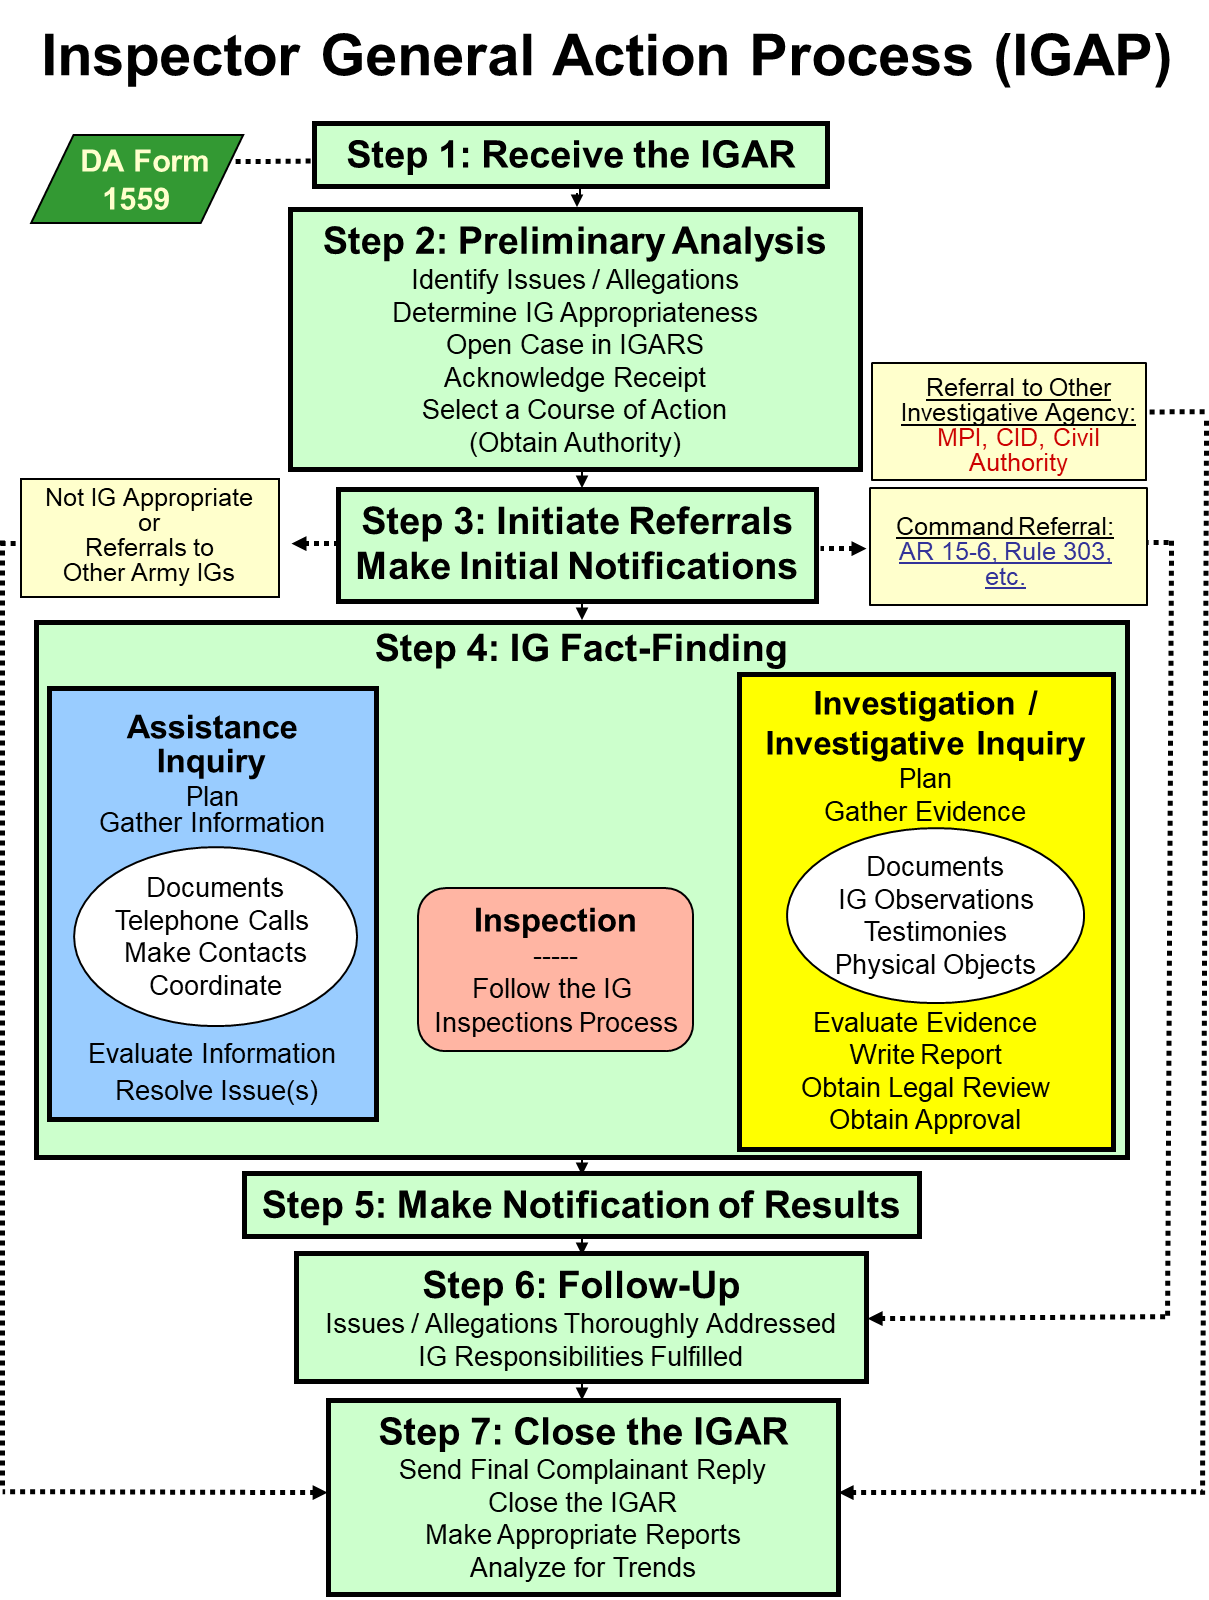 Inspector General Action Process (IGAP)
DA Form
1559
Step 1: Receive the IGAR
Step 2: Preliminary Analysis
Identify Issues / Allegations
Determine IG Appropriateness
Open Case in IGARS
Acknowledge Receipt
Select a Course of Action
(Obtain Authority)
Referral to Other
Investigative Agency:
MPI, CID, Civil
Authority
Not IG Appropriate
or
Referrals to
Other Army IGs
Step 3: Initiate Referrals
Make Initial Notifications
Command Referral:
AR 15-6, Rule 303,
etc.
Step 4: IG Fact-Finding
Assistance
Inquiry
Plan
Gather Information
Documents
Telephone Calls
Make Contacts
Coordinate
Evaluate Information
Resolve Issue(s)
Inspection
-----
Follow the IG
Inspections Process
Investigation /
Investigative Inquiry
Plan
Gather Evidence
Documents
IG Observations
Testimonies
Physical Objects
Evaluate Evidence
Write Report
Obtain Legal Review
Obtain Approval
Step 5: Make Notification of Results
Step 6: Follow-Up
Issues / Allegations Thoroughly Addressed
IG Responsibilities Fulfilled
Step 7: Close the IGAR
Send Final Complainant Reply
Close the IGAR
Make Appropriate Reports
Analyze for Trends